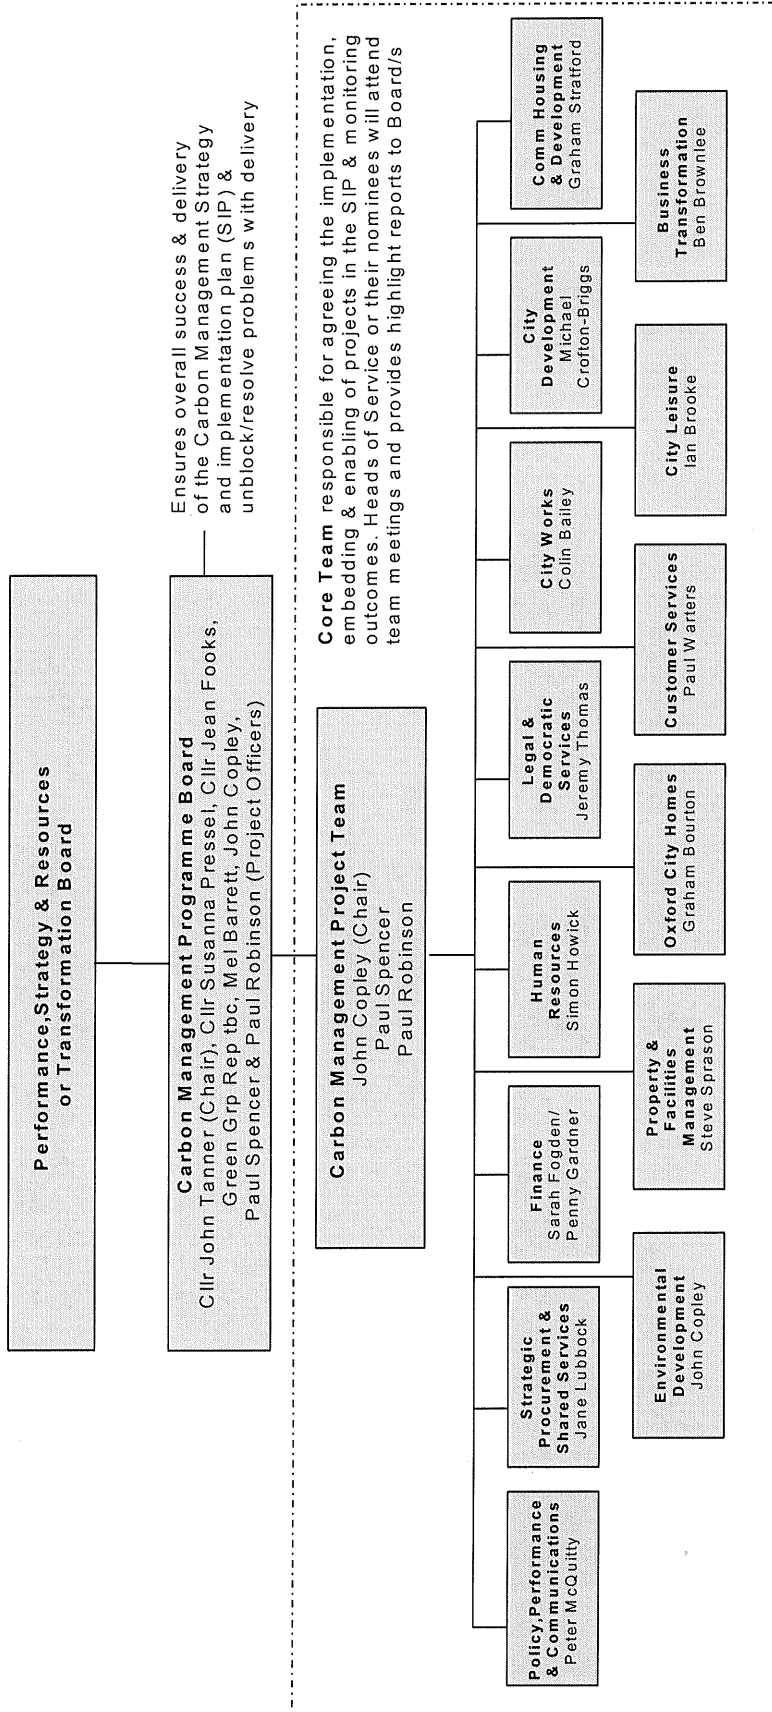 Performance,Strategy & Resources
or Transformation Board
Carbon Management Programme Board
Cllr John Tanner (Chair), Cllr Susanna Pressel, Cllr Jean Fooks,
Green Grp Rep tbc, Mel Barrett, John Copley,
Paul Spencer & Paul Robinson (Project Officers)
Ensures overall success & delivery
of the Carbon Management Strategy
and implementation plan (SIP) &
unblock/resolve problems with delivery
Carbon Management Project Team
John Copley (Chair)
Paul Spencer
Paul Robinson
Core Team responsible for agreeing the implementation,
embedding & enabling of projects in the SIP & monitoring
outcomes. Heads of Service or their nominees will attend
team meetings and provides highlight reports to Board/s
Policy,Performance
& Communications
Peter McQuitty
Strategic
Procurement &
Shared Services
Jane Lubbock
Finance
Sarah Fogden/
Penny Gardner
Human
Resources
Simon Howick
Legal &
Democratic
Services
Jeremy Thomas
City Works
Colin Bailey
City
Development
Michael
Crofton-Briggs
Comm Housing
& Development
Graham Stratford
Environmental
Development
John Copley
Property &
Facilities
Management
Steve Sprason
Oxford City Homes
Graham Bourton
Customer Services
Paul Warters
City Leisure
Ian Brooke
Business
Transformation
Ben Brownlee